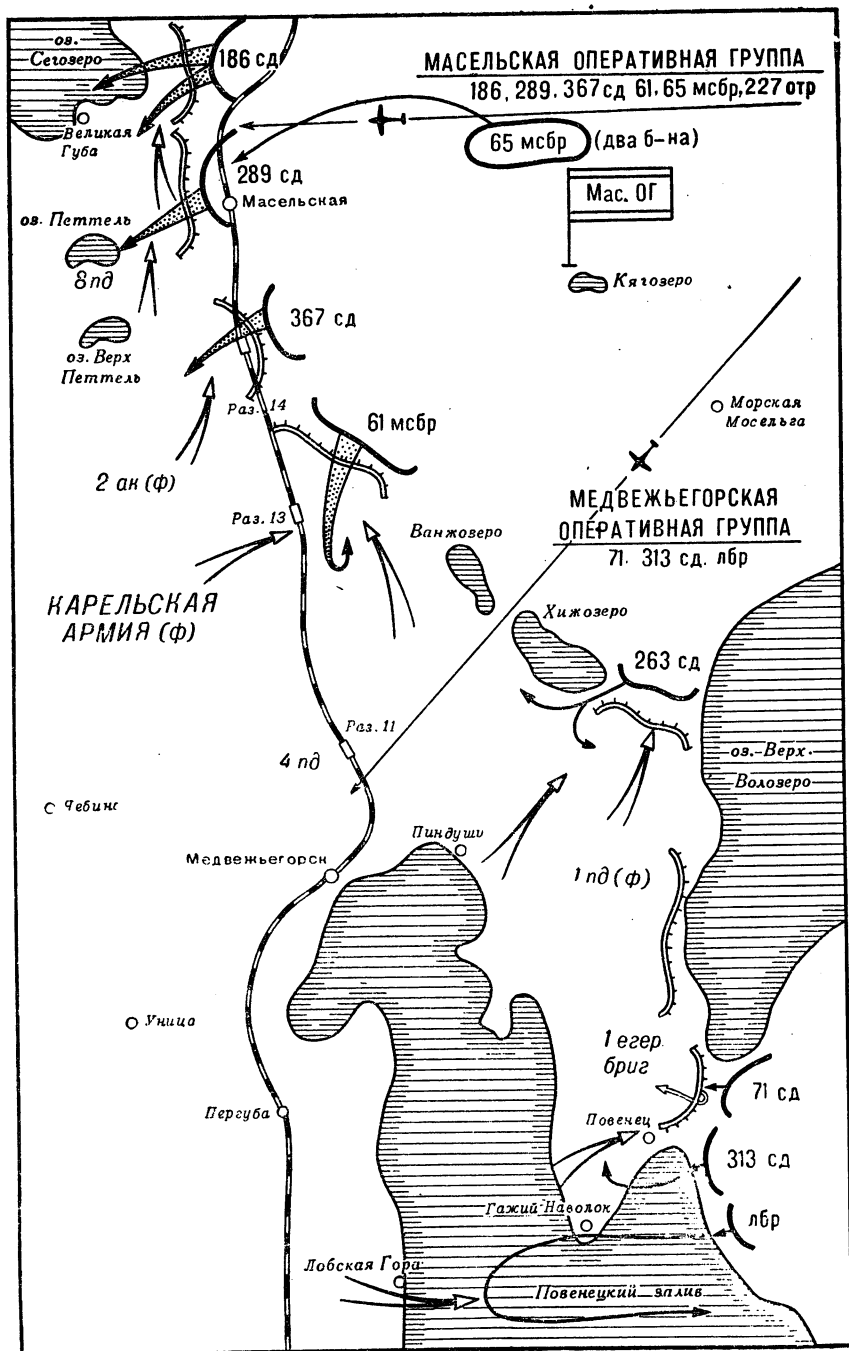 оз.
Сегозеро
186 сд
МАСЕЛЬСКАЯ ОПЕРАТИВНАЯ ГРУППА
186, 289. 367 сд 61. 65 мсбр, 227 отр
Великая
Губа
65 мсбр (два б-на)
289 сд
Масельская
Мас. ОГ
оз. Петтель
8 пд
Кягозеро
367 сд
оз. Верх
Петтель
Раз. 14
61 мсбр
Морская
Мосельга
2 ак (ф)
Раз. 13
Ванжозеро
МЕДВЕЖЬЕГОРСКАЯ
ОПЕРАТИВНАЯ ГРУППА
71. 313 сд. лбр
КАРЕЛЬСКАЯ
АРМИЯ (ф)
Хижозеро
263 сд
Раз. 11
4 пд
оз.-Верх.
Волозеро
Чебинс
Пиндуши
Медвежьегорск
1 пд (ф)
Уница
1 егер.
бриг
71 сд
Пергуба
Повенец
313 сд
Гажий Наволок
лбр
Лобская Гора
Повенецкий залив